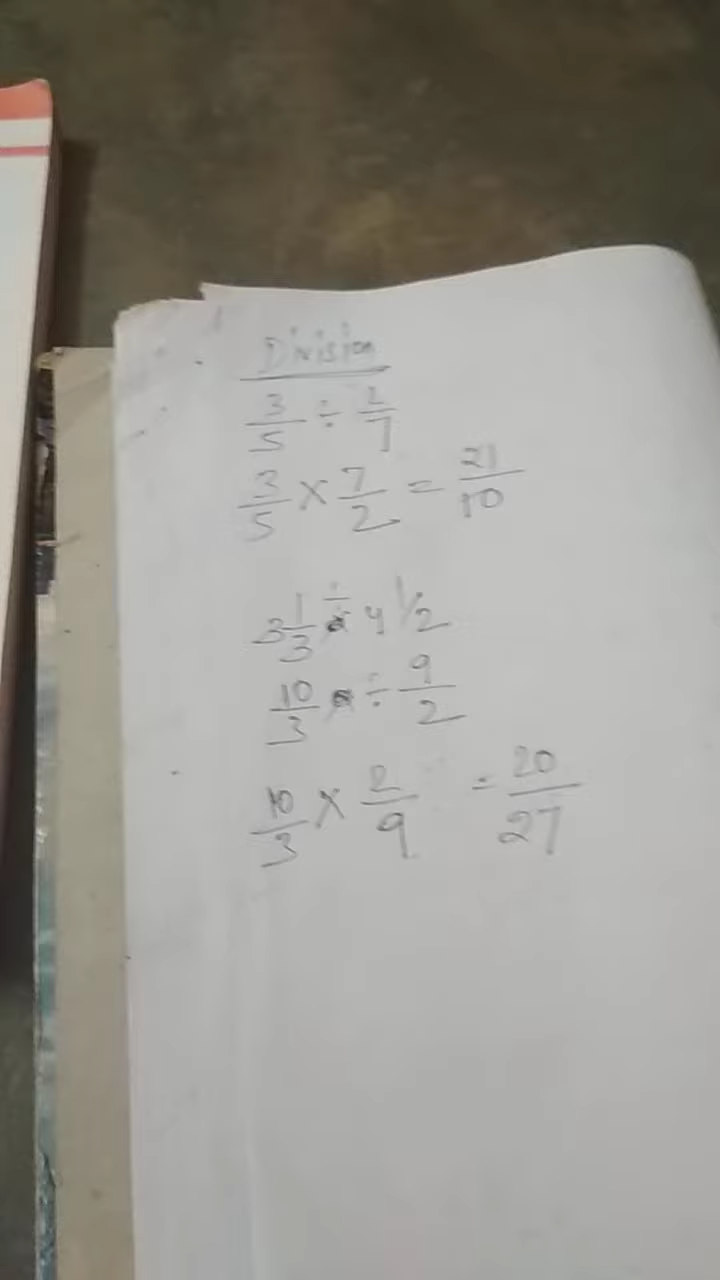 Division
3/5 ÷ 2/7
3/5 × 7/2 = 21/10
3 1/3 ÷ 4 1/2
10/3 ÷ 9/2
10/3 × 2/9 = 20/27